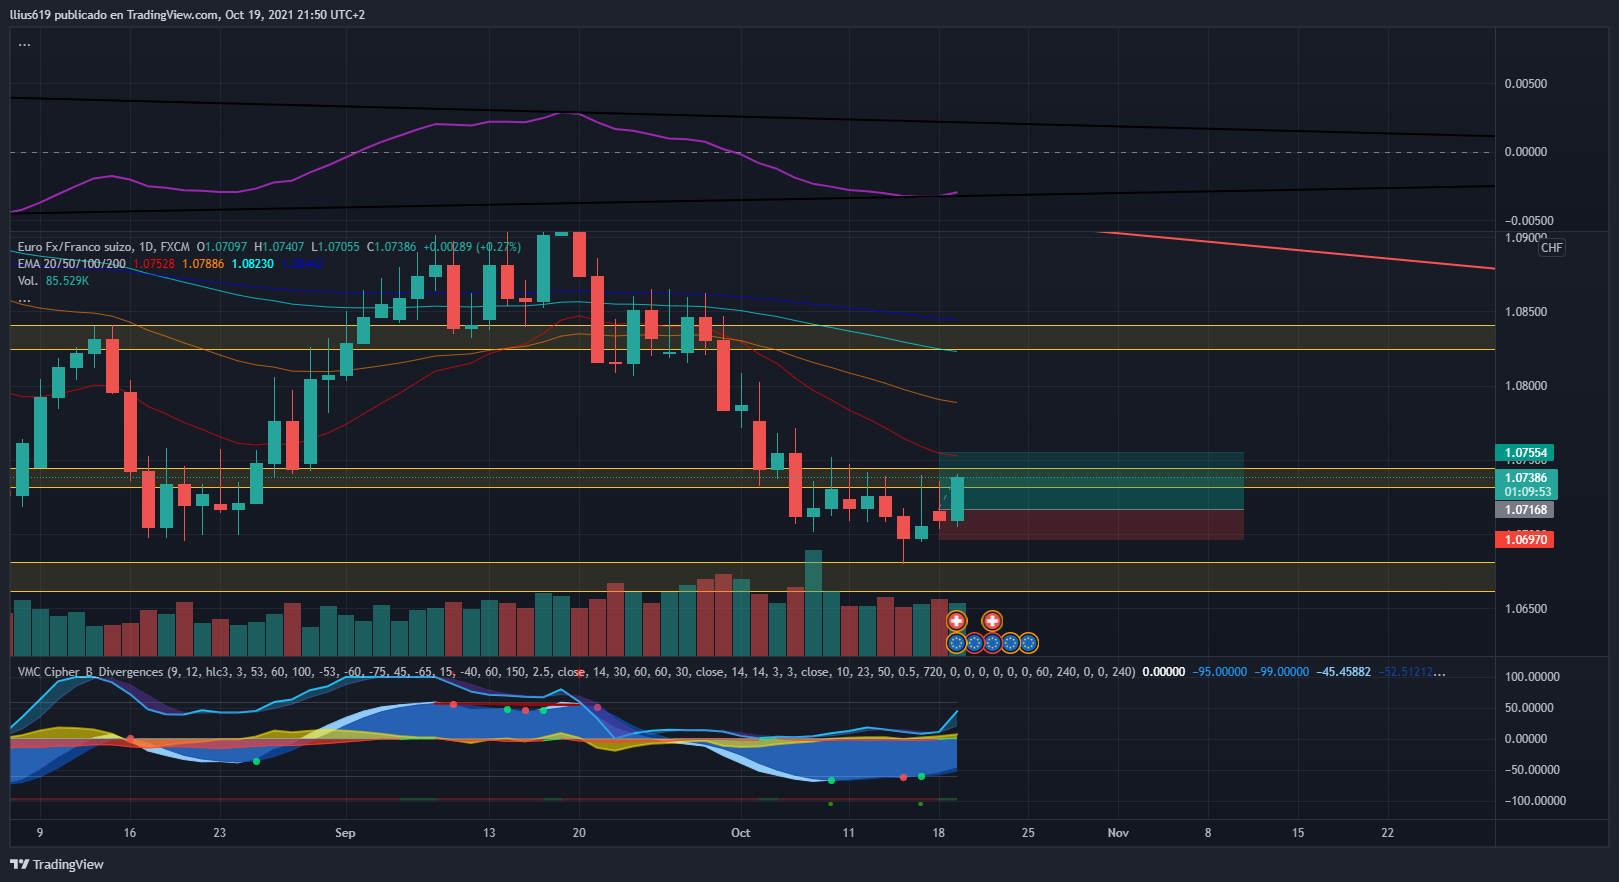 llius619 publicado en TradingView.com, Oct 19, 2021 21:50 UTC+2
...
0.00500
0.00000
−0.00500
Euro Fx/Franco suizo, 1D, FXCM O1.07097 H1.07407 L1.07055 C1.07386 +0.00289 (+0.27%)
1.09000
CHF
EMA 20/50/100/200 1.07528 1.07886 1.08230
Vol. 85.529K
...
1.08500
1.08000
1.07554
1.07386
01:09:53
1.07168
1.06970
1.06500
VMC Cipher_B_Divergences (9, 12, hlc3, 3, 53, 60, 100, -53, -60, -75, 45, -65, 15, -40, 60, 150, 2.5, close, 14, 30, 60, 60, 30, close, 14, 14, 3, 3, close, 10, 23, 50, 0.5, 720, 0, 0, 0, 0, 0, 0, 0, 60, 240, 0, 0, 240) 0.00000 −95.00000 −99.00000 −45.45882 −52.51212...
100.00000
50.00000
0.00000
−50.00000
−100.00000
9 16 23 Sep 13 20 Oct 11 18 25 Nov 8 15 22
TradingView